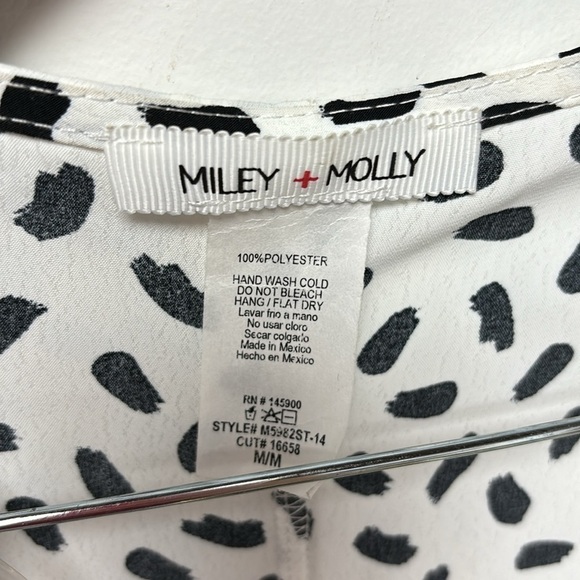 MILEY + MOLLY
100%POLYESTER
HAND WASH COLD
DO NOT BLEACH
HANG / FLAT DRY
Lavar frio a mano
No usar cloro
Secar colgado
Made in Mexico
Hecho en Mexico
RN # 145900
STYLE# M5982ST-14
CUT# 16658
M/M